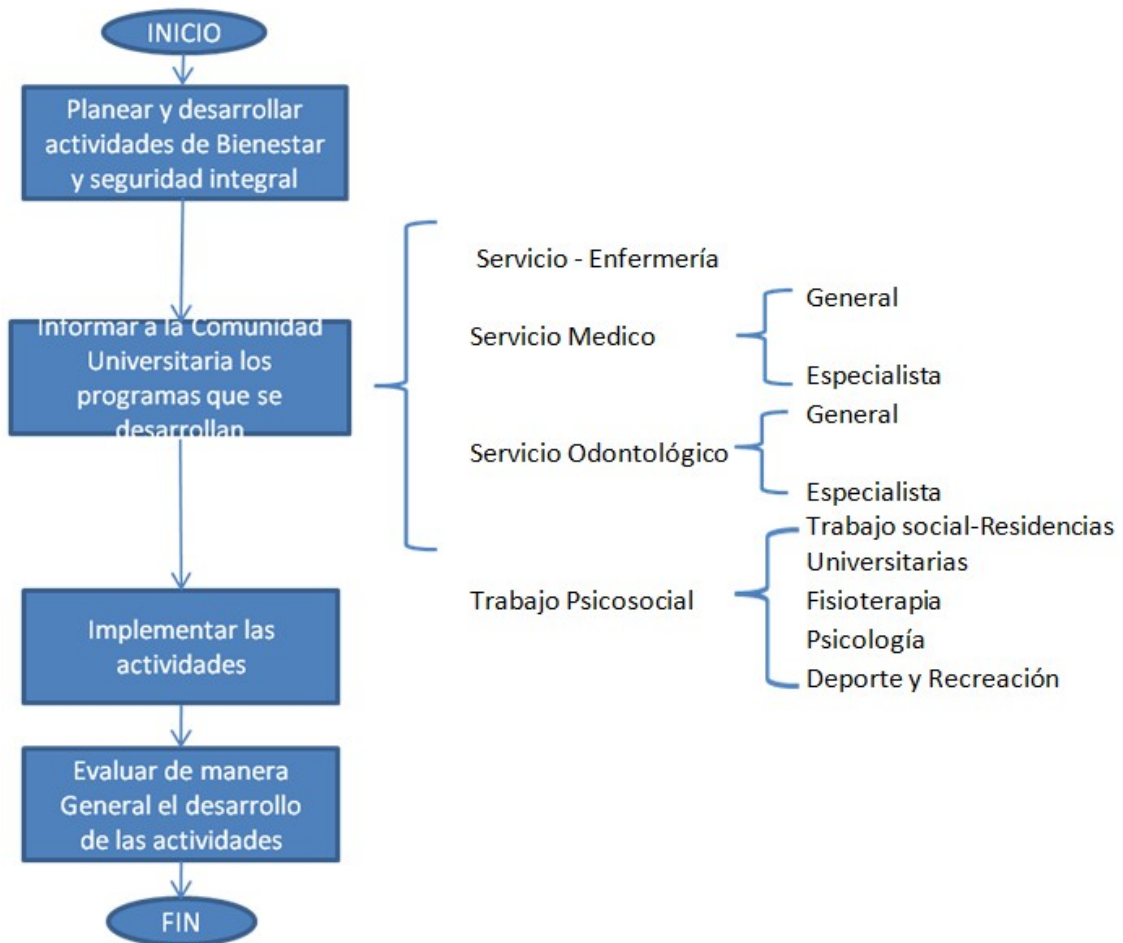 INICIO
Planear y desarrollar
actividades de Bienestar
y seguridad integral
Informar a la Comunidad
Universitaria los
programas que se
desarrollan
Servicio - Enfermería
Servicio Medico
General
Especialista
Servicio Odontológico
General
Especialista
Trabajo Psicosocial
Trabajo social-Residencias
Universitarias
Fisioterapia
Psicología
Deporte y Recreación
Implementar las
actividades
Evaluar de manera
General el desarrollo
de las actividades
FIN